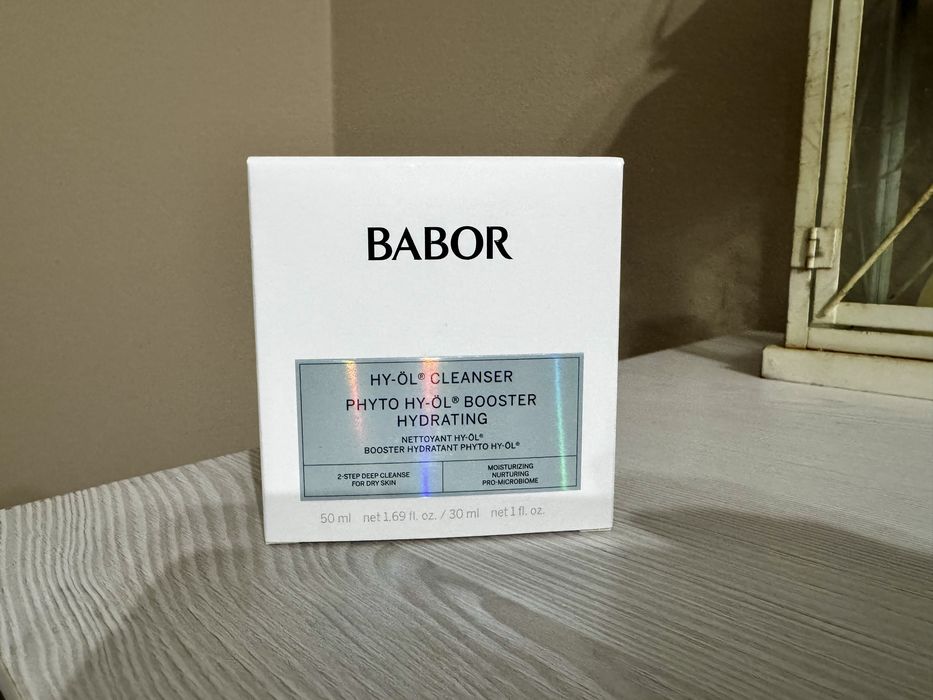 BABOR
HY-ÖL® CLEANSER
PHYTO HY-ÖL® BOOSTER
HYDRATING
NETTOYANT HY-ÖL®
BOOSTER HYDRATANT PHYTO HY-ÖL®
2-STEP DEEP CLEANSE
FOR DRY SKIN
MOISTURIZING
NURTURING
PRO-MICROBIOME
50 ml net 1.69 fl. oz. / 30 ml net 1 fl. oz.